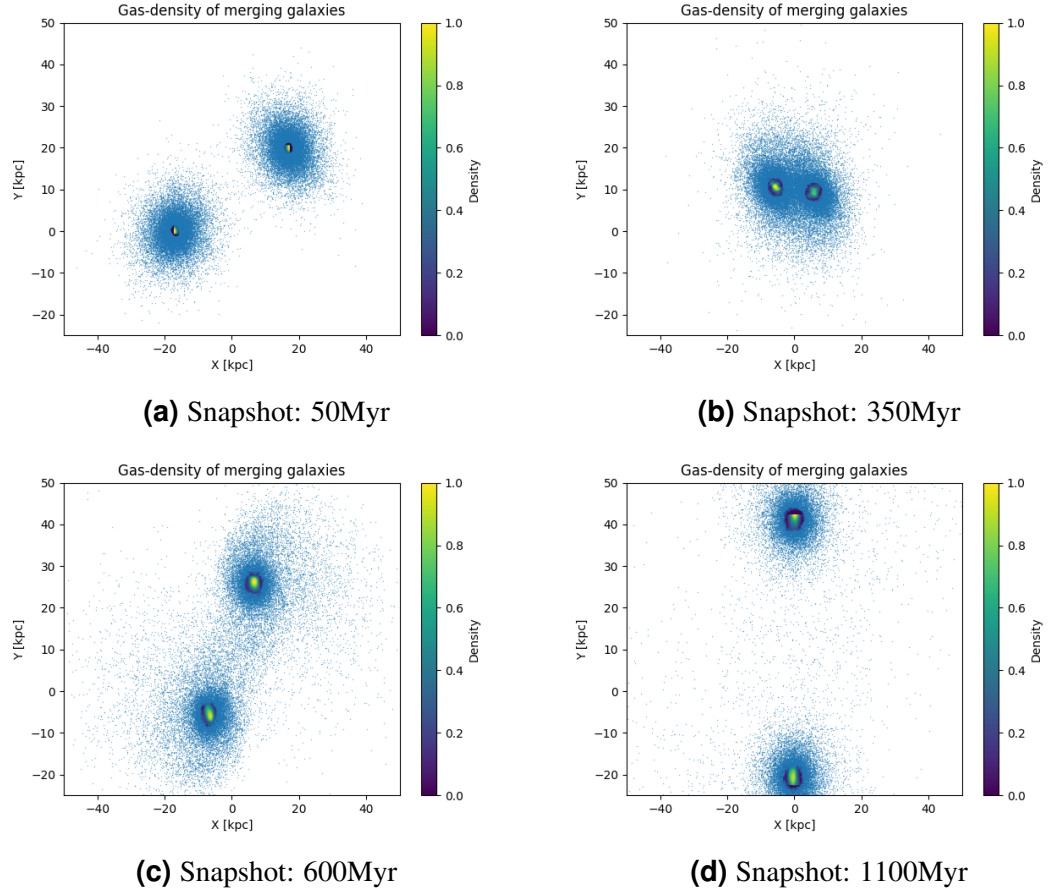 Gas-density of merging galaxies
50
40
30
20
10
0
−10
−20
Y [kpc]
−40 −20 0 20 40
X [kpc]
1.0
0.8
0.6
0.4
0.2
0.0
Density
(a) Snapshot: 50Myr
Gas-density of merging galaxies
50
40
30
20
10
0
−10
−20
Y [kpc]
−40 −20 0 20 40
X [kpc]
1.0
0.8
0.6
0.4
0.2
0.0
Density
(b) Snapshot: 350Myr
Gas-density of merging galaxies
50
40
30
20
10
0
−10
−20
Y [kpc]
−40 −20 0 20 40
X [kpc]
1.0
0.8
0.6
0.4
0.2
0.0
Density
(c) Snapshot: 600Myr
Gas-density of merging galaxies
50
40
30
20
10
0
−10
−20
Y [kpc]
−40 −20 0 20 40
X [kpc]
1.0
0.8
0.6
0.4
0.2
0.0
Density
(d) Snapshot: 1100Myr